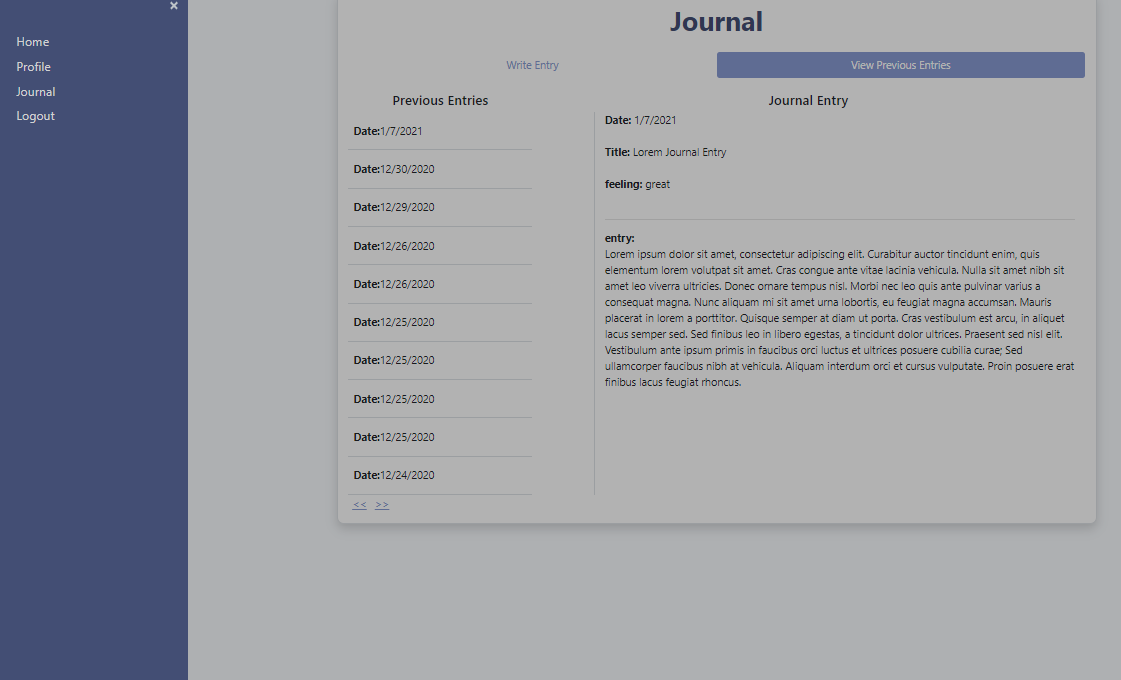 ×
Home
Profile
Journal
Logout
Journal
Write Entry
View Previous Entries
Previous Entries
Date:1/7/2021
Date:12/30/2020
Date:12/29/2020
Date:12/26/2020
Date:12/26/2020
Date:12/25/2020
Date:12/25/2020
Date:12/25/2020
Date:12/25/2020
Date:12/24/2020
<< >>
Journal Entry
Date: 1/7/2021
Title: Lorem Journal Entry
feeling: great
entry:
Lorem ipsum dolor sit amet, consectetur adipiscing elit. Curabitur auctor tincidunt enim, quis
elementum lorem volutpat sit amet. Cras congue ante vitae lacinia vehicula. Nulla sit amet nibh sit
amet leo viverra ultricies. Donec ornare tempus nisl. Morbi nec leo quis ante pulvinar varius a
consequat magna. Nunc aliquam mi sit amet urna lobortis, eu feugiat magna accumsan. Mauris
placerat in lorem a porttitor. Quisque semper at diam ut porta. Cras vestibulum est arcu, in aliquet
lacus semper sed. Sed finibus leo in libero egestas, a tincidunt dolor ultrices. Praesent sed nisl elit.
Vestibulum ante ipsum primis in faucibus orci luctus et ultrices posuere cubilia curae; Sed
ullamcorper faucibus nibh at vehicula. Aliquam interdum orci et cursus vulputate. Proin posuere erat
finibus lacus feugiat rhoncus.